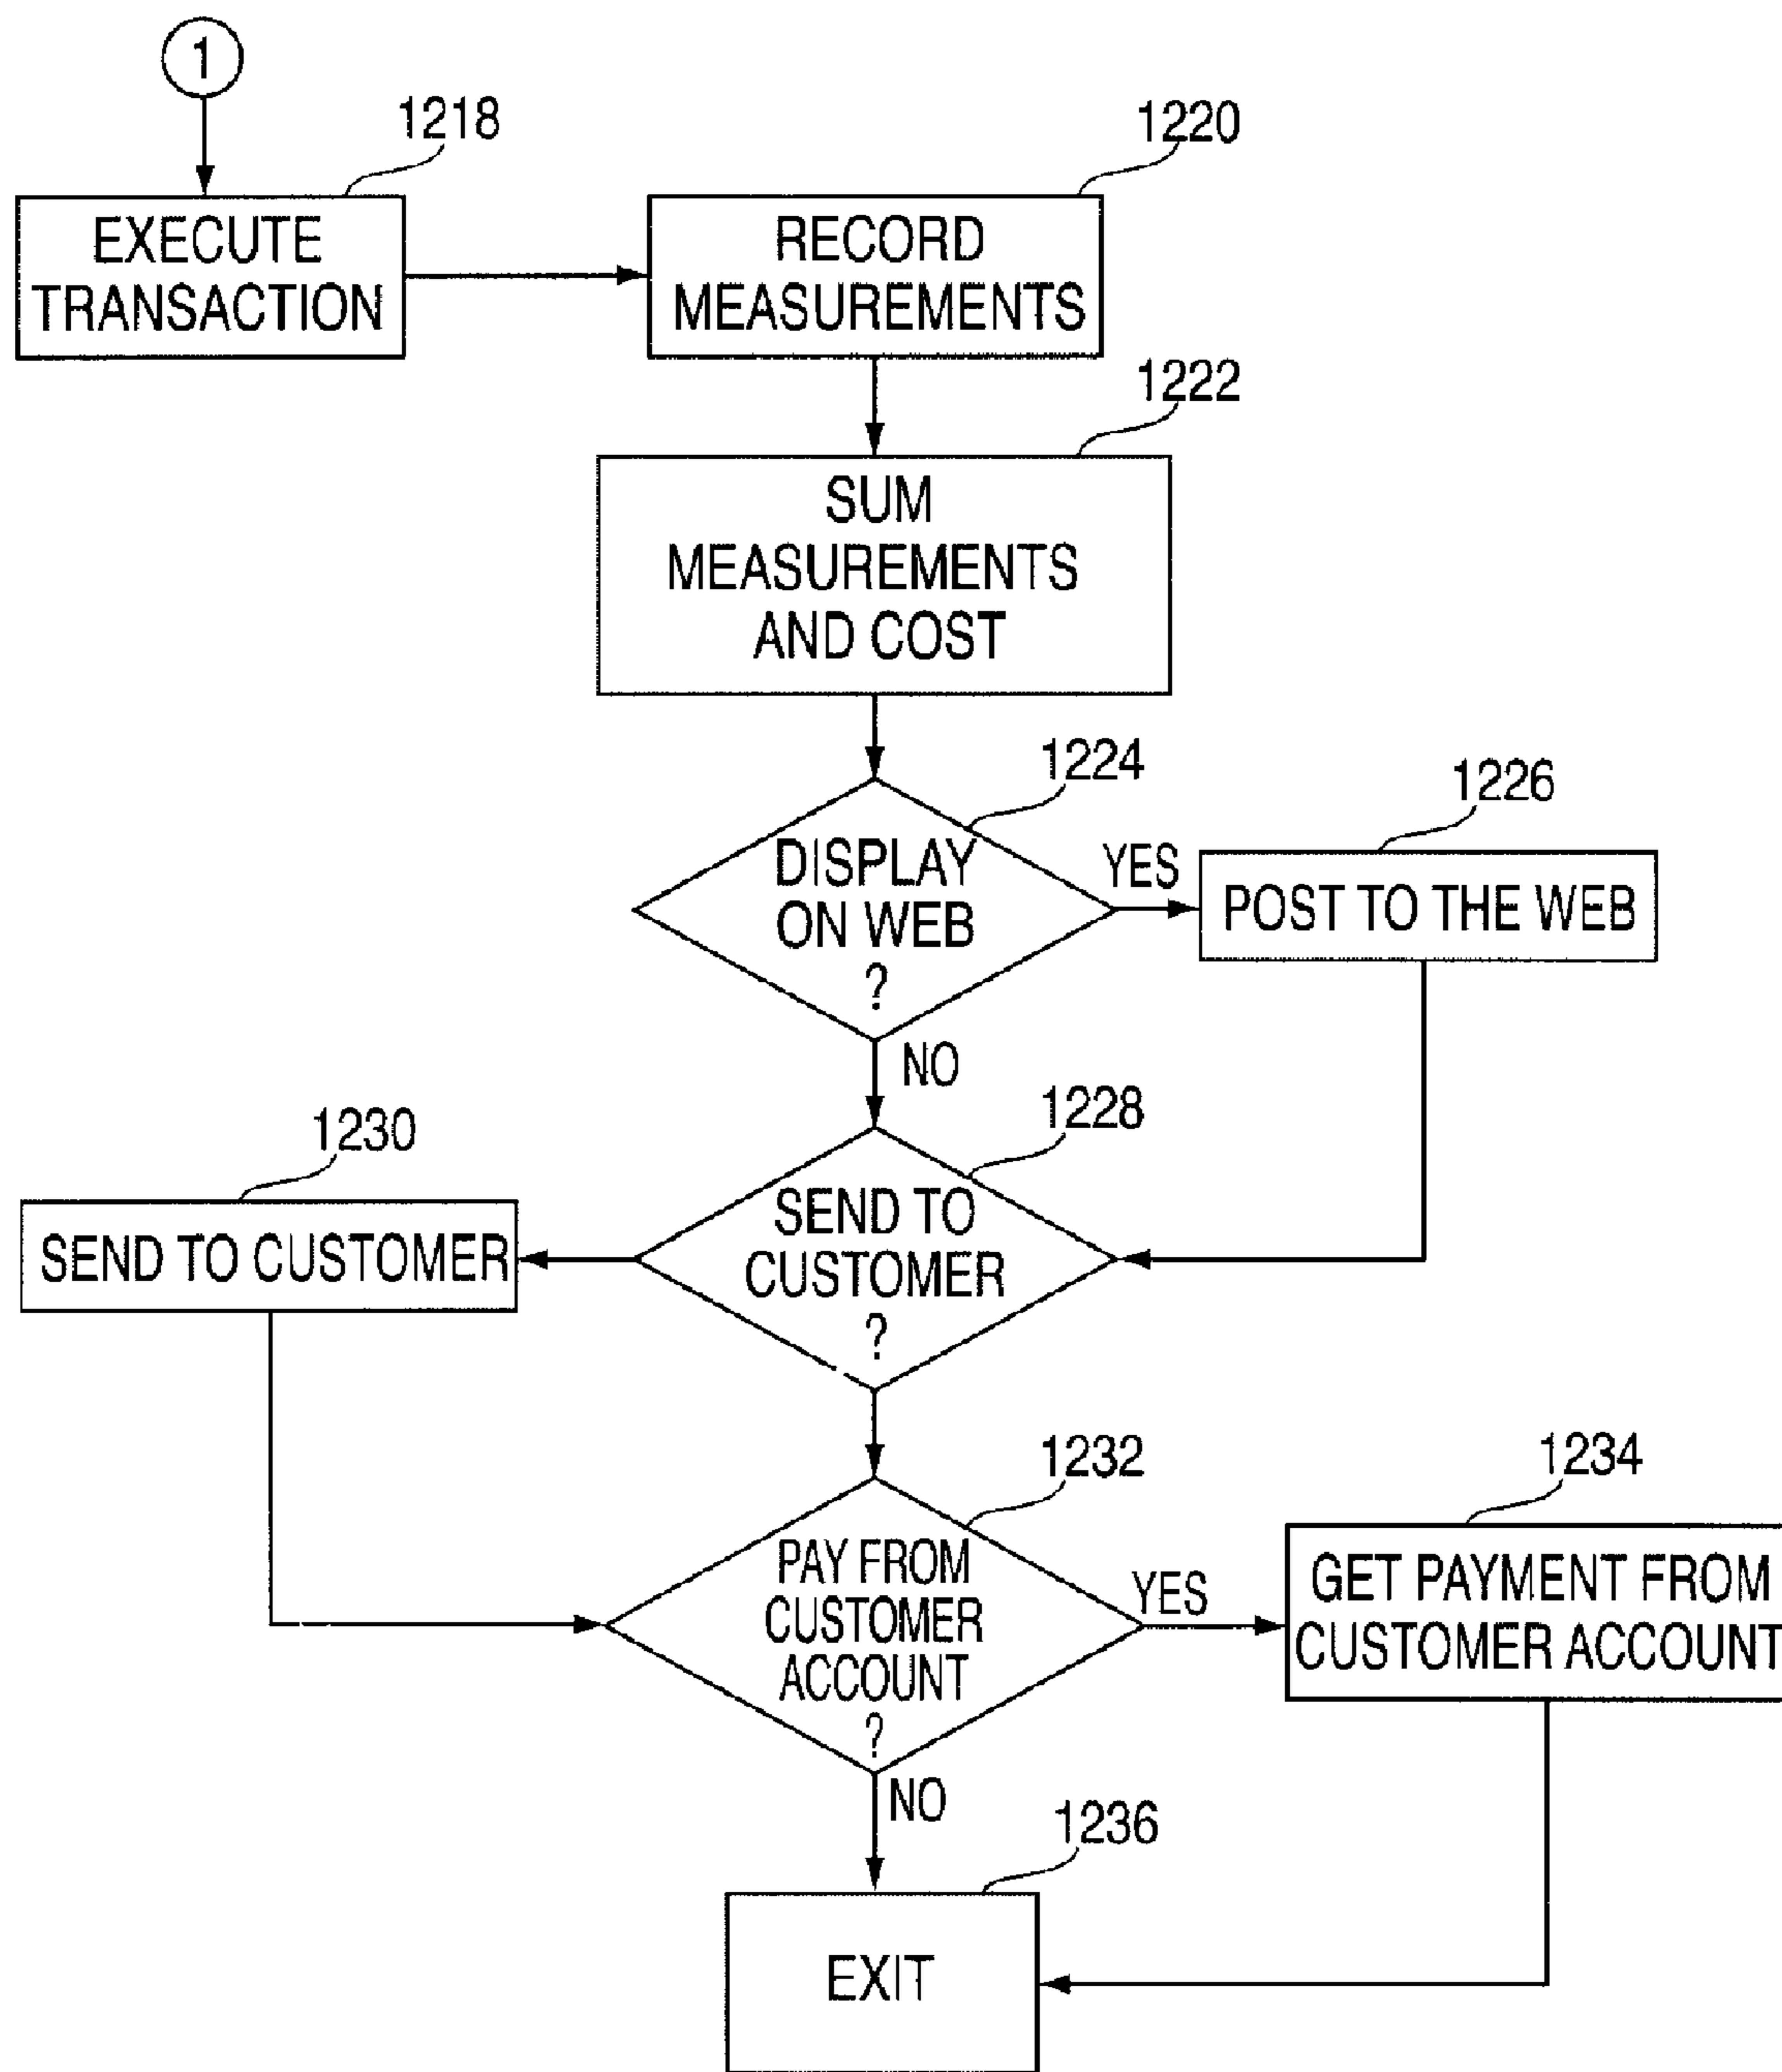 1
1218
EXECUTE
TRANSACTION
1220
RECORD
MEASUREMENTS
1222
SUM
MEASUREMENTS
AND COST
1224
DISPLAY
ON WEB
?
YES
1226
POST TO THE WEB
NO
1228
SEND TO
CUSTOMER
?
1230
SEND TO CUSTOMER
1232
PAY FROM
CUSTOMER
ACCOUNT
?
YES
1234
GET PAYMENT FROM
CUSTOMER ACCOUNT
NO
1236
EXIT